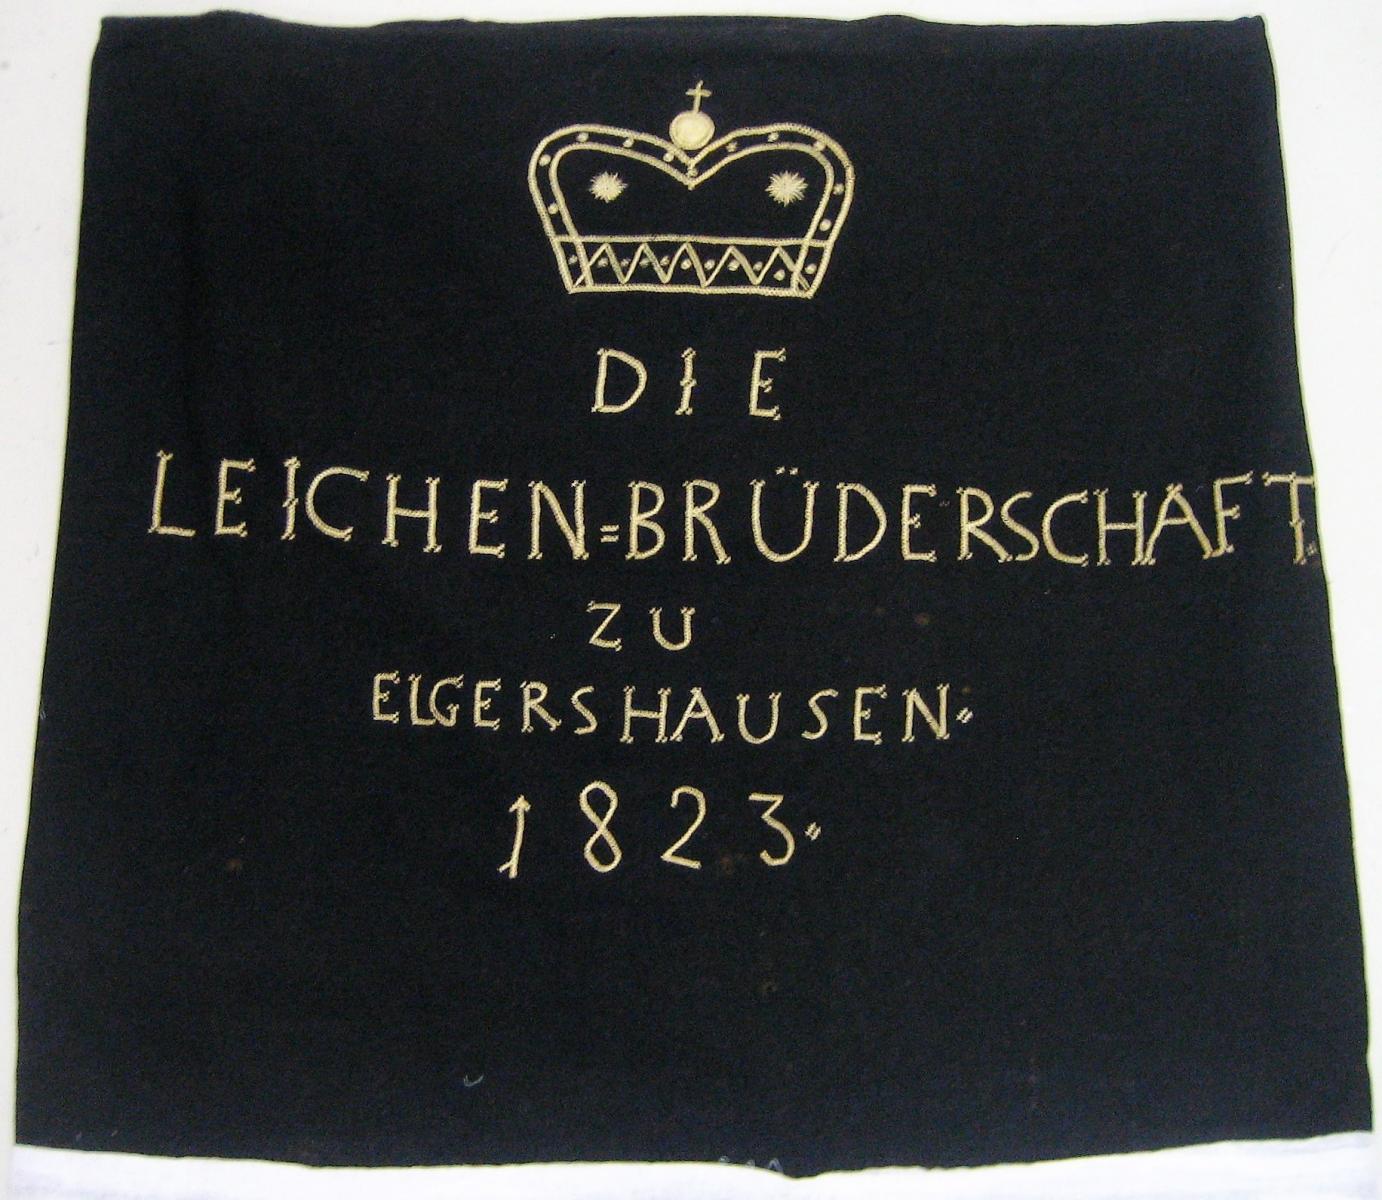 DIE
LEICHEN=BRÜDERSCHAFT.
ZU
ELGERSHAUSEN:
1823.